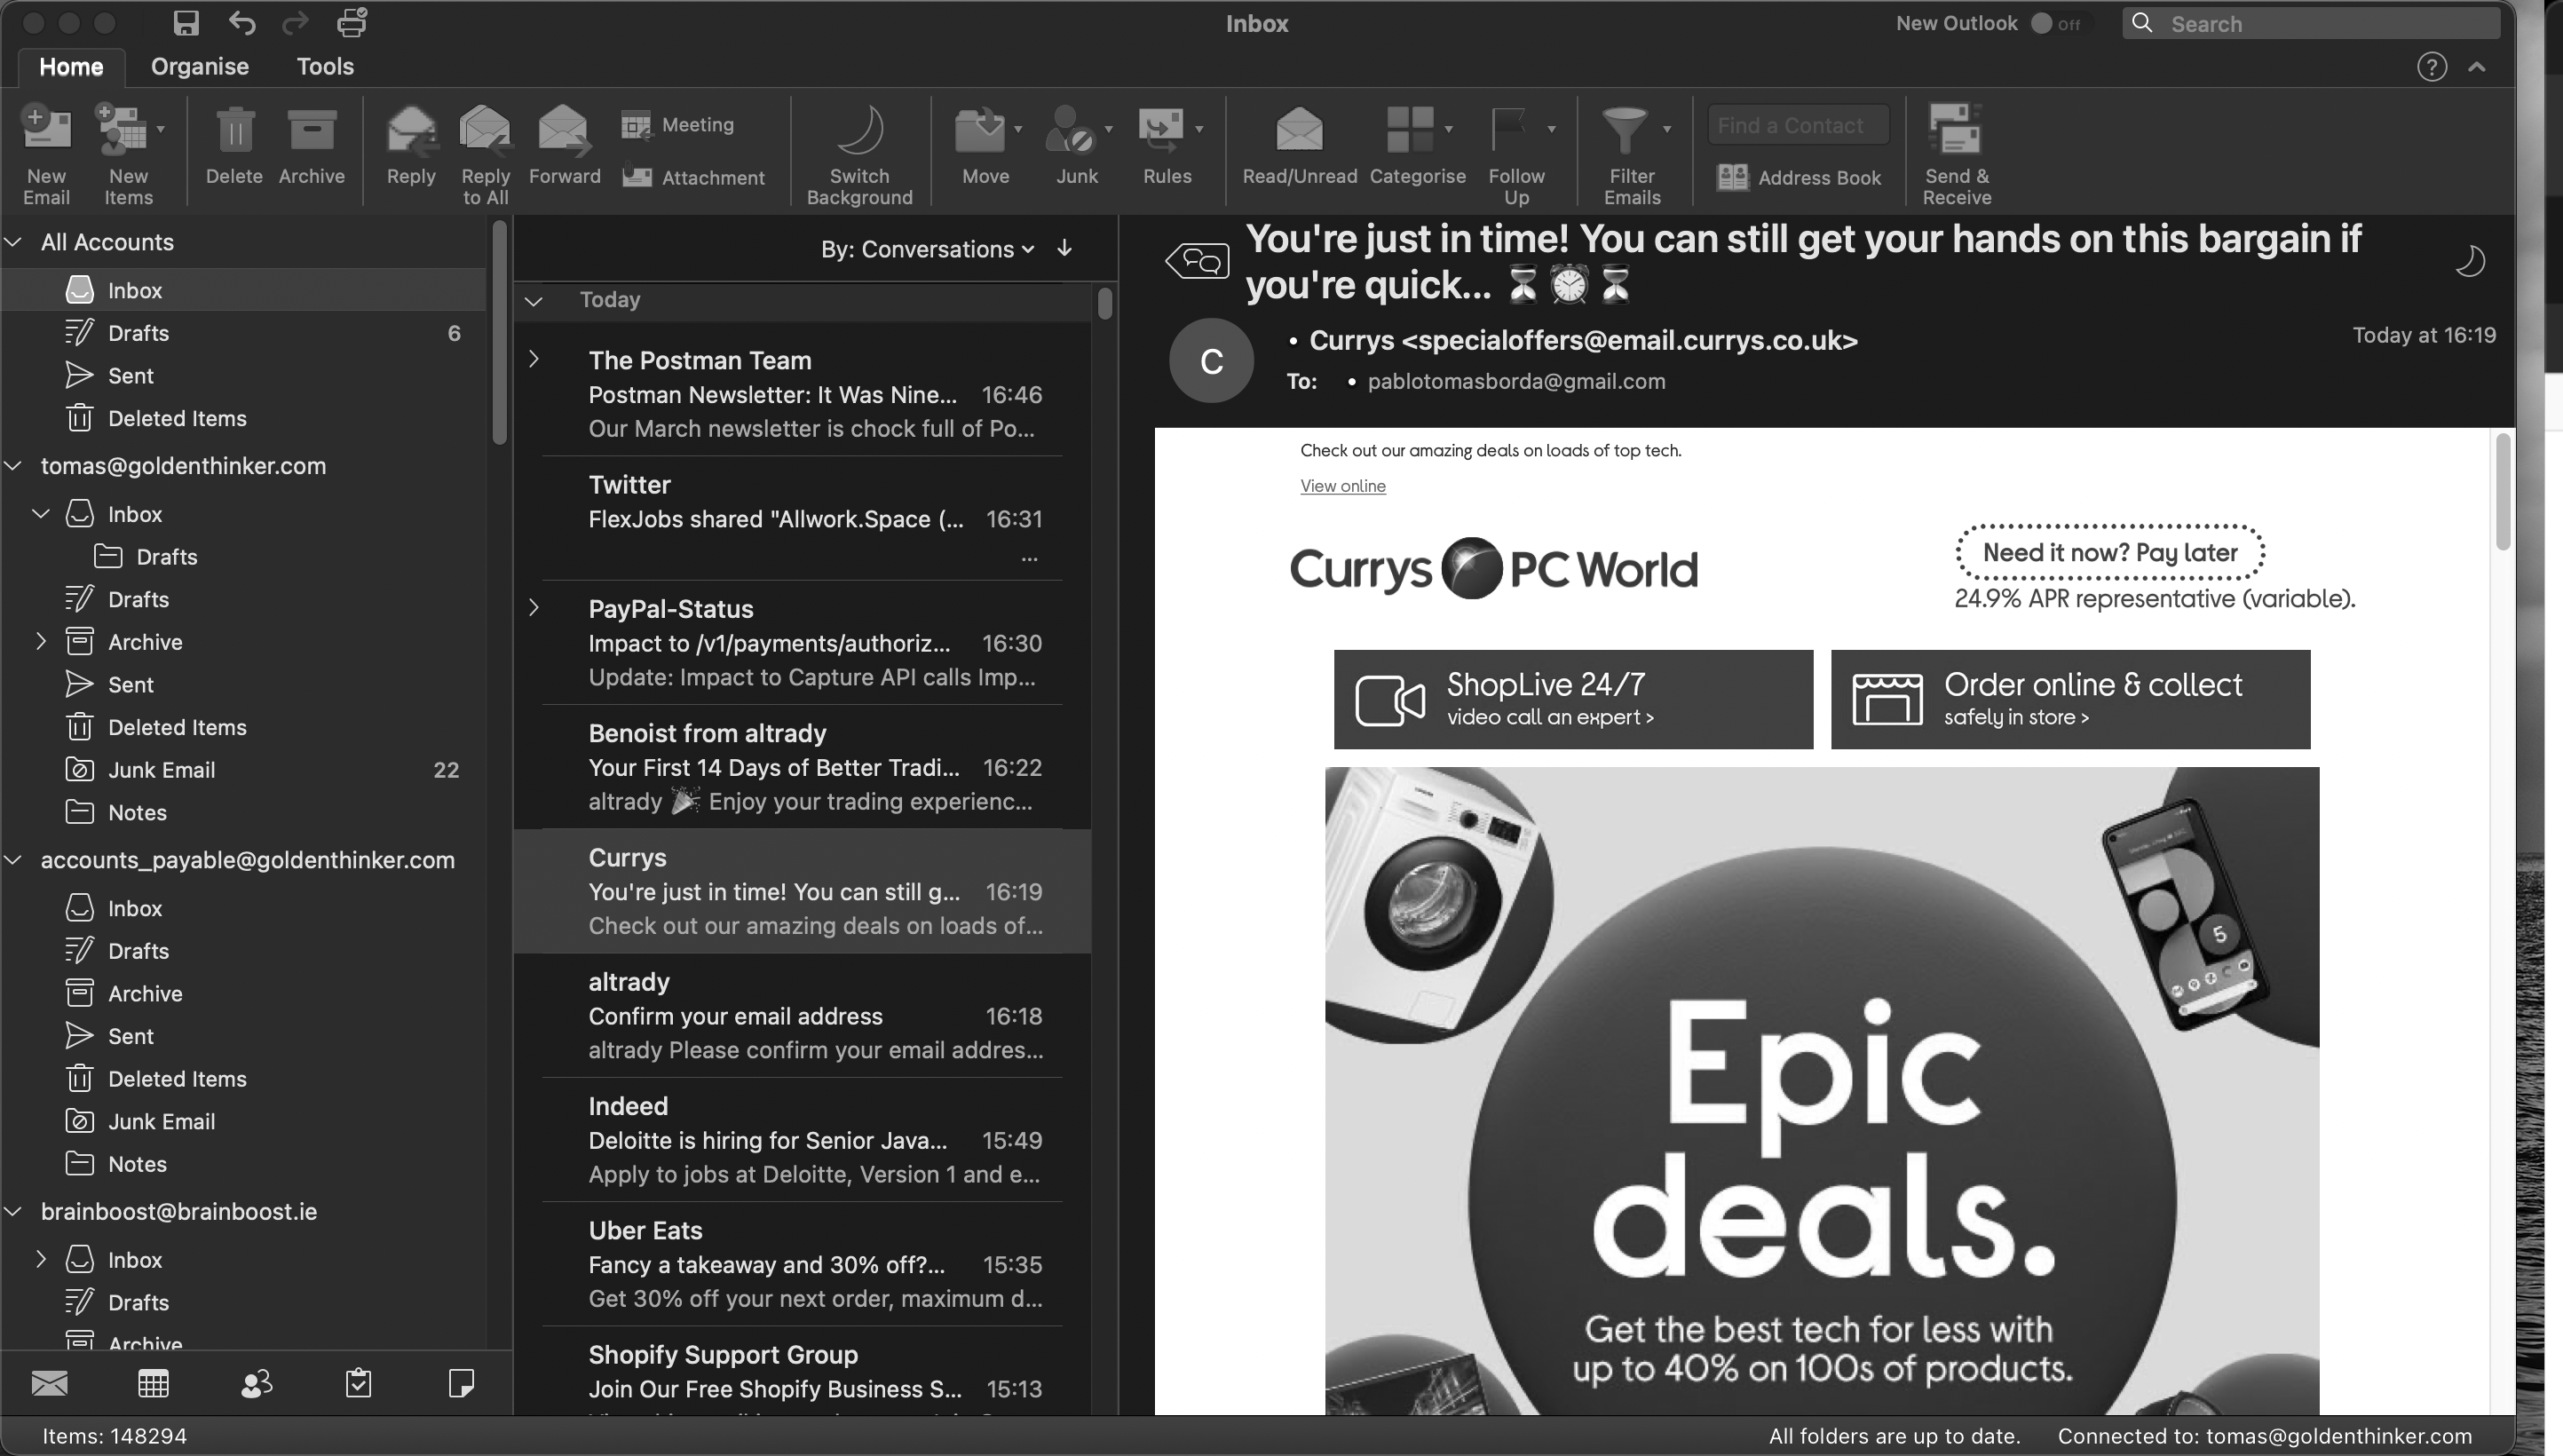 Inbox
New Outlook Off
Search
Home Organise Tools
New Email
New Items
Delete
Archive
Reply
Reply to All
Forward
Meeting
Attachment
Switch Background
Move
Junk
Rules
Read/Unread
Categorise
Follow Up
Filter Emails
Find a Contact
Address Book
Send & Receive
All Accounts
Inbox
Drafts 6
Sent
Deleted Items
tomas@goldenthinker.com
Inbox
Drafts
Drafts
Archive
Sent
Deleted Items
Junk Email 22
Notes
accounts_payable@goldenthinker.com
Inbox
Drafts
Archive
Sent
Deleted Items
Junk Email
Notes
brainboost@brainboost.ie
Inbox
Drafts
Archive
By: Conversations
Today
The Postman Team
Postman Newsletter: It Was Nine... 16:46
Our March newsletter is chock full of Po...
Twitter
FlexJobs shared "Allwork.Space (... 16:31
...
PayPal-Status
Impact to /v1/payments/authoriz... 16:30
Update: Impact to Capture API calls Imp...
Benoist from altrady
Your First 14 Days of Better Tradi... 16:22
altrady 🎉 Enjoy your trading experienc...
Currys
You're just in time! You can still g... 16:19
Check out our amazing deals on loads of...
altrady
Confirm your email address 16:18
altrady Please confirm your email addres...
Indeed
Deloitte is hiring for Senior Java... 15:49
Apply to jobs at Deloitte, Version 1 and e...
Uber Eats
Fancy a takeaway and 30% off?... 15:35
Get 30% off your next order, maximum d...
Shopify Support Group
Join Our Free Shopify Business S... 15:13
You're just in time! You can still get your hands on this bargain if
you're quick... ⏳⏰⏳
C
• Currys <specialoffers@email.currys.co.uk>
Today at 16:19
To: • pablotomasborda@gmail.com
Check out our amazing deals on loads of top tech.
View online
Currys PC World
Need it now? Pay later
24.9% APR representative (variable).
ShopLive 24/7
video call an expert >
Order online & collect
safely in store >
5
Epic
deals.
Get the best tech for less with
up to 40% on 100s of products.
Items: 148294
All folders are up to date. Connected to: tomas@goldenthinker.com